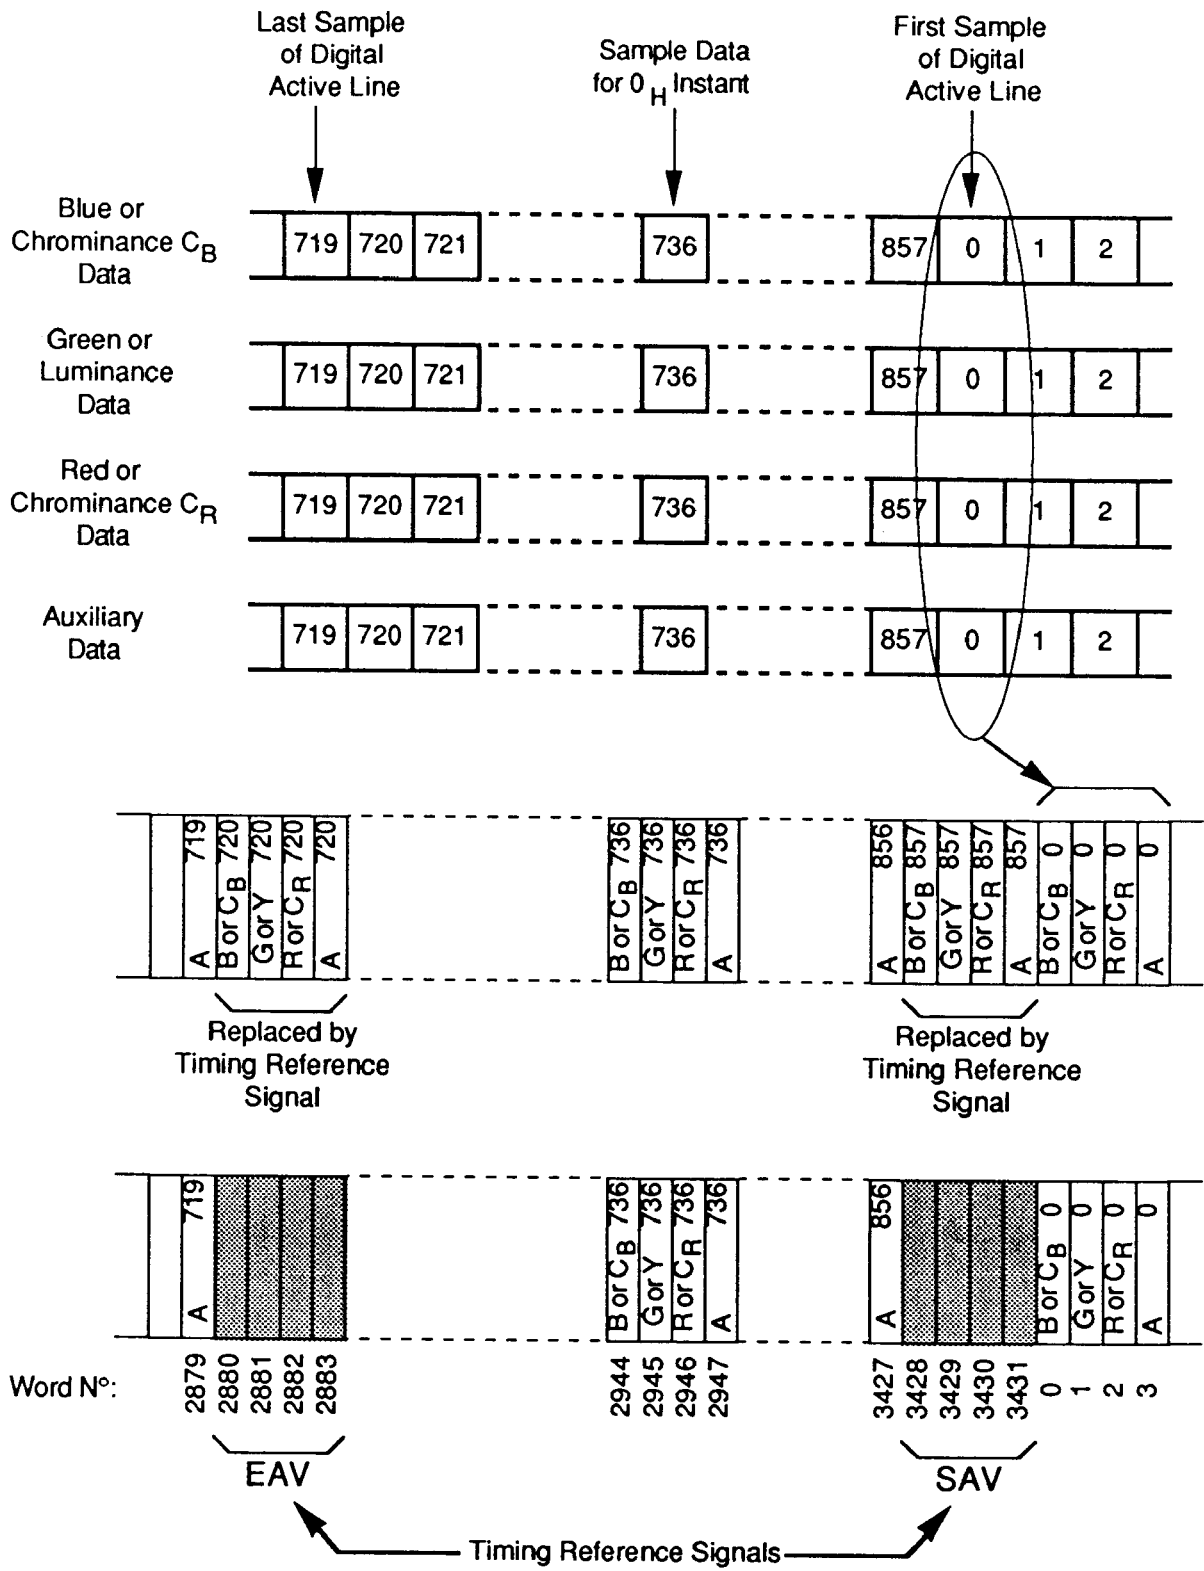 Last Sample
of Digital
Active Line
Sample Data
for 0 H Instant
First Sample
of Digital
Active Line
Blue or
Chrominance CB
Data
719 720 721 736 857 0 1 2
Green or
Luminance
Data
719 720 721 736 857 0 1 2
Red or
Chrominance CR
Data
719 720 721 736 857 0 1 2
Auxiliary
Data
719 720 721 736 857 0 1 2
A 719
B or CB 720
G or Y 720
R or CR 720
A 720
B or CB 736
G or Y 736
R or CR 736
A 736
A 856
B or CB 857
G or Y 857
R or CR 857
A 857
B or CB 0
G or Y 0
R or CR 0
A 0
Replaced by
Timing Reference
Signal
Replaced by
Timing Reference
Signal
A 719
B or CB 736
G or Y 736
R or CR 736
A 736
A 856
B or CB 0
G or Y 0
R or CR 0
A 0
Word Nº:
2879
2880
2881
2882
2883
2944
2945
2946
2947
3427
3428
3429
3430
3431
0
1
2
3
EAV
SAV
Timing Reference Signals